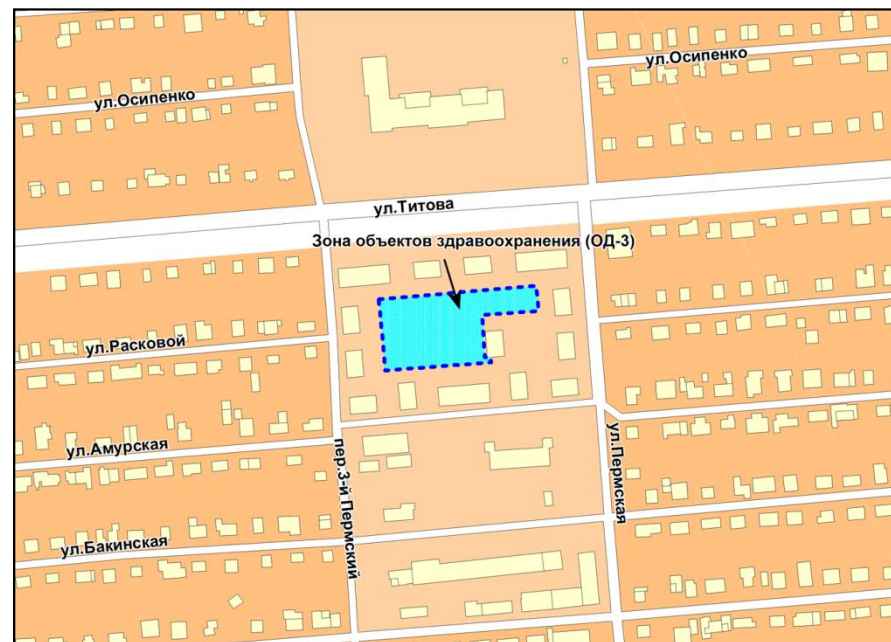 ул.Осипенко
ул.Осипенко
ул.Титова
Зона объектов здравоохранения (ОД-3)
ул.Расковой
ул.Амурская
пер.3-й Пермский
ул.Пермская
ул.Бакинская